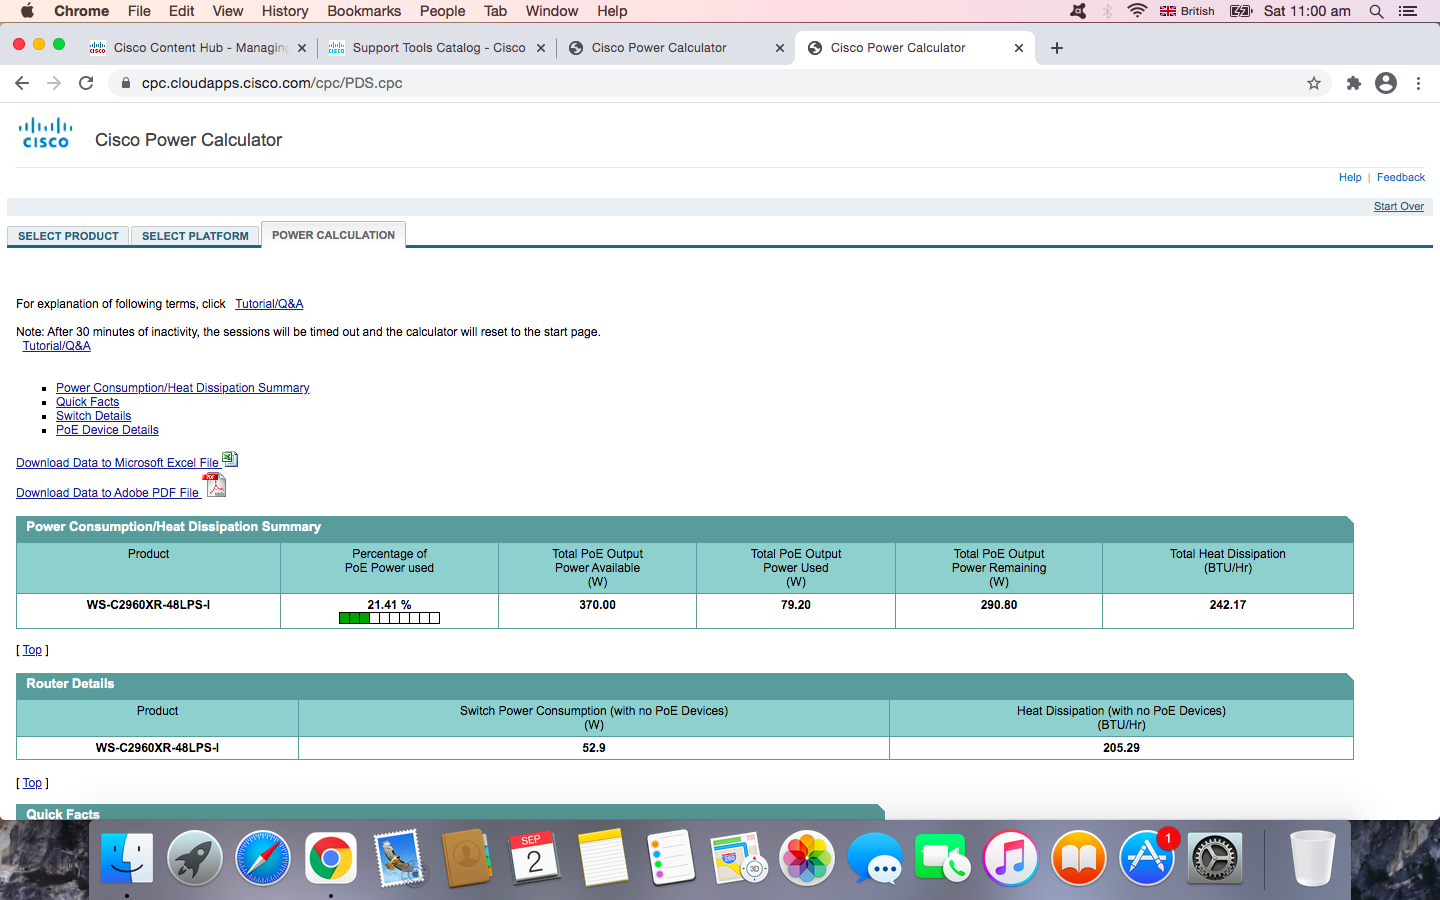 Chrome File Edit View History Bookmarks People Tab Window Help British Sat 11:00 am
Cisco Content Hub - Managing Support Tools Catalog - Cisco Cisco Power Calculator Cisco Power Calculator
cpc.cloudapps.cisco.com/cpc/PDS.cpc
CISCO Cisco Power Calculator
Help | Feedback
Start Over
SELECT PRODUCT SELECT PLATFORM POWER CALCULATION
For explanation of following terms, click Tutorial/Q&A
Note: After 30 minutes of inactivity, the sessions will be timed out and the calculator will reset to the start page.
Tutorial/Q&A
Power Consumption/Heat Dissipation Summary
Quick Facts
Switch Details
PoE Device Details
Download Data to Microsoft Excel File
Download Data to Adobe PDF File
Power Consumption/Heat Dissipation Summary
Product Percentage of Total PoE Output Total PoE Output Total PoE Output Total Heat Dissipation
PoE Power used Power Available Power Used Power Remaining (BTU/Hr)
(W) (W) (W)
WS-C2960XR-48LPS-I 21.41 % 370.00 79.20 290.80 242.17
[ Top ]
Router Details
Product Switch Power Consumption (with no PoE Devices) Heat Dissipation (with no PoE Devices)
(W) (BTU/Hr)
WS-C2960XR-48LPS-I 52.9 205.29
[ Top ]
Quick Facts
SEP
2
280
3D
1